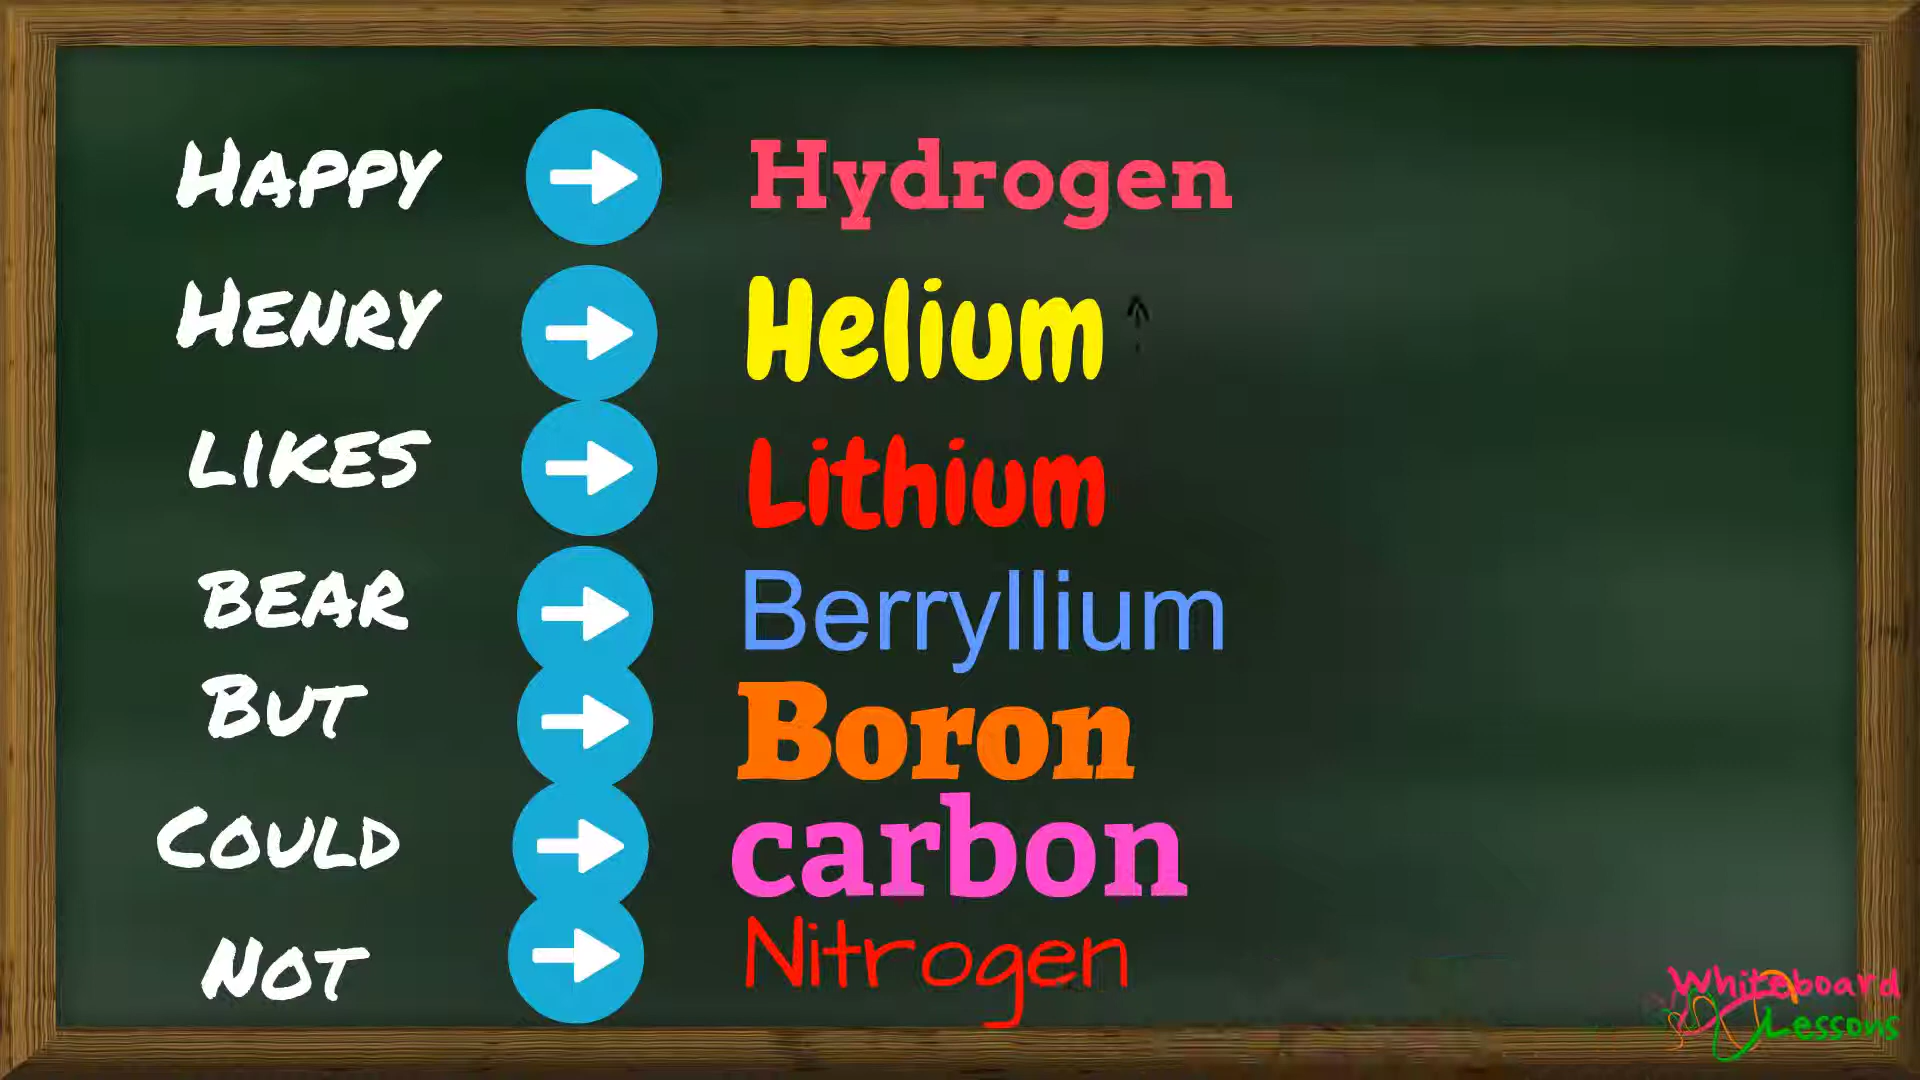 Happy Hydrogen
Henry Helium
likes Lithium
bear Berryllium
But Boron
Could carbon
Not Nitrogen
Whiteboard
Lessons